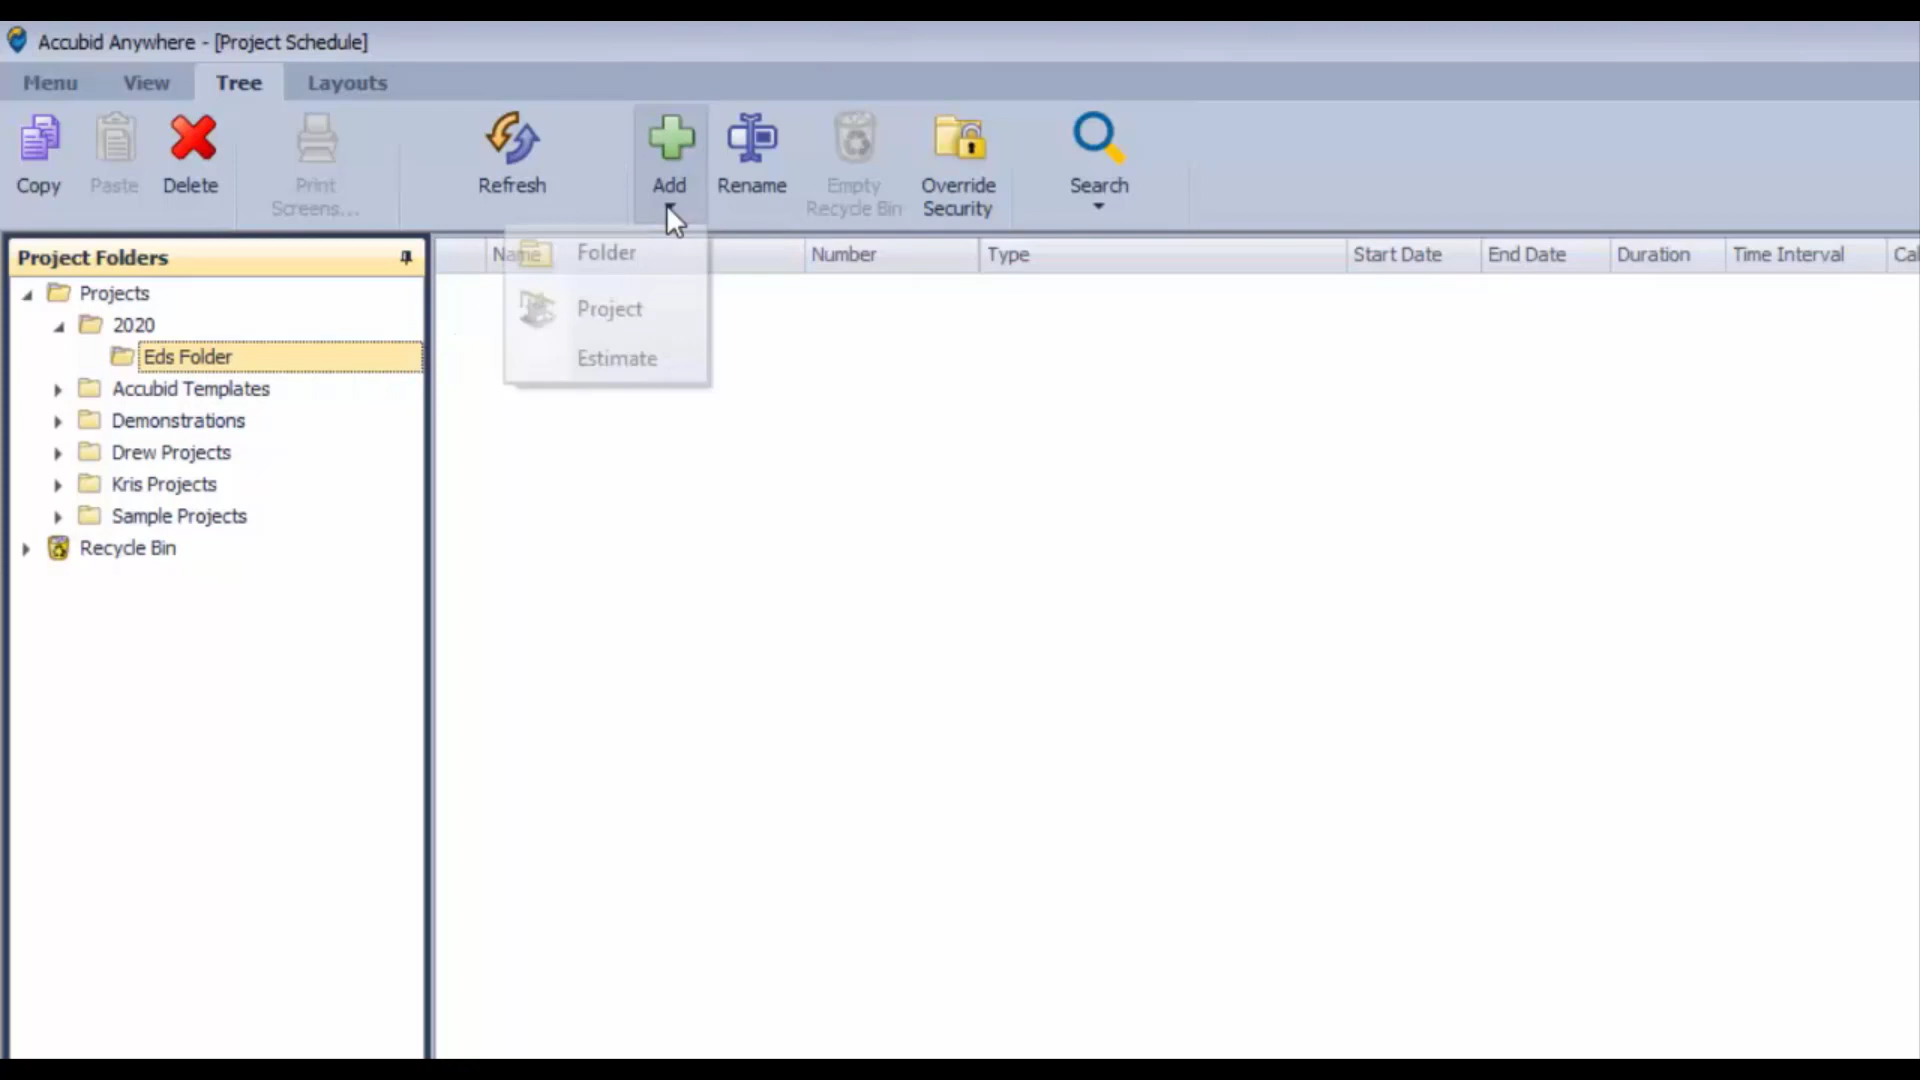 Accubid Anywhere - [Project Schedule]
Menu View Tree Layouts
Copy Paste Delete Print Screens... Refresh Add Rename Empty Recycle Bin Override Security Search
Project Folders
Name Number Type Start Date End Date Duration Time Interval Cal
Folder
Project
Estimate
Projects
2020
Eds Folder
Accubid Templates
Demonstrations
Drew Projects
Kris Projects
Sample Projects
Recycle Bin